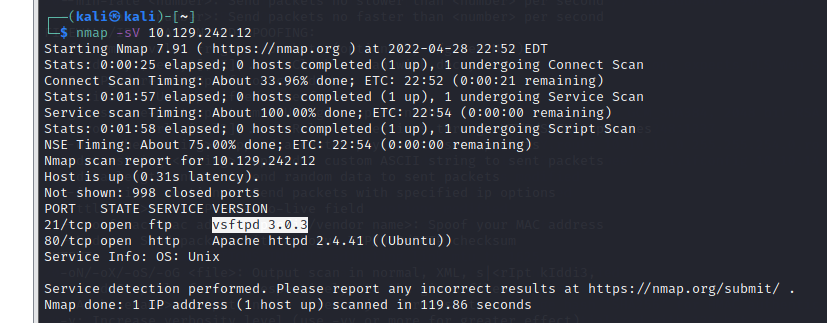 ┌──(kali㉿kali)-[~]
└─$ nmap -sV 10.129.242.12
Starting Nmap 7.91 ( https://nmap.org ) at 2022-04-28 22:52 EDT
Stats: 0:00:25 elapsed; 0 hosts completed (1 up), 1 undergoing Connect Scan
Connect Scan Timing: About 33.96% done; ETC: 22:52 (0:00:21 remaining)
Stats: 0:01:57 elapsed; 0 hosts completed (1 up), 1 undergoing Service Scan
Service scan Timing: About 100.00% done; ETC: 22:54 (0:00:00 remaining)
Stats: 0:01:58 elapsed; 0 hosts completed (1 up), 1 undergoing Script Scan
NSE Timing: About 75.00% done; ETC: 22:54 (0:00:00 remaining)
Nmap scan report for 10.129.242.12
Host is up (0.31s latency).
Not shown: 998 closed ports
PORT   STATE SERVICE VERSION
21/tcp open  ftp     vsftpd 3.0.3
80/tcp open  http    Apache httpd 2.4.41 ((Ubuntu))
Service Info: OS: Unix
Service detection performed. Please report any incorrect results at https://nmap.org/submit/ .
Nmap done: 1 IP address (1 host up) scanned in 119.86 seconds